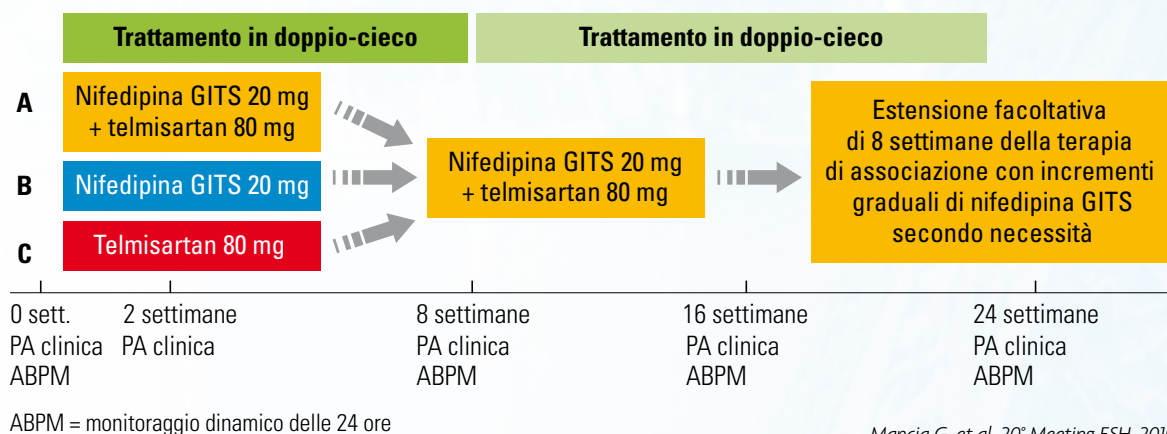 Trattamento in doppio-cieco
Trattamento in doppio-cieco
A
Nifedipina GITS 20 mg
+ telmisartan 80 mg
B
Nifedipina GITS 20 mg
C
Telmisartan 80 mg
Nifedipina GITS 20 mg
+ telmisartan 80 mg
Estensione facoltativa
di 8 settimane della terapia
di associazione con incrementi
graduali di nifedipina GITS
secondo necessità
0 sett.
PA clinica
ABPM
2 settimane
PA clinica
8 settimane
PA clinica
ABPM
16 settimane
PA clinica
ABPM
24 settimane
PA clinica
ABPM
ABPM = monitoraggio dinamico delle 24 ore
Mancia G, et al. 20° Meeting ESH,